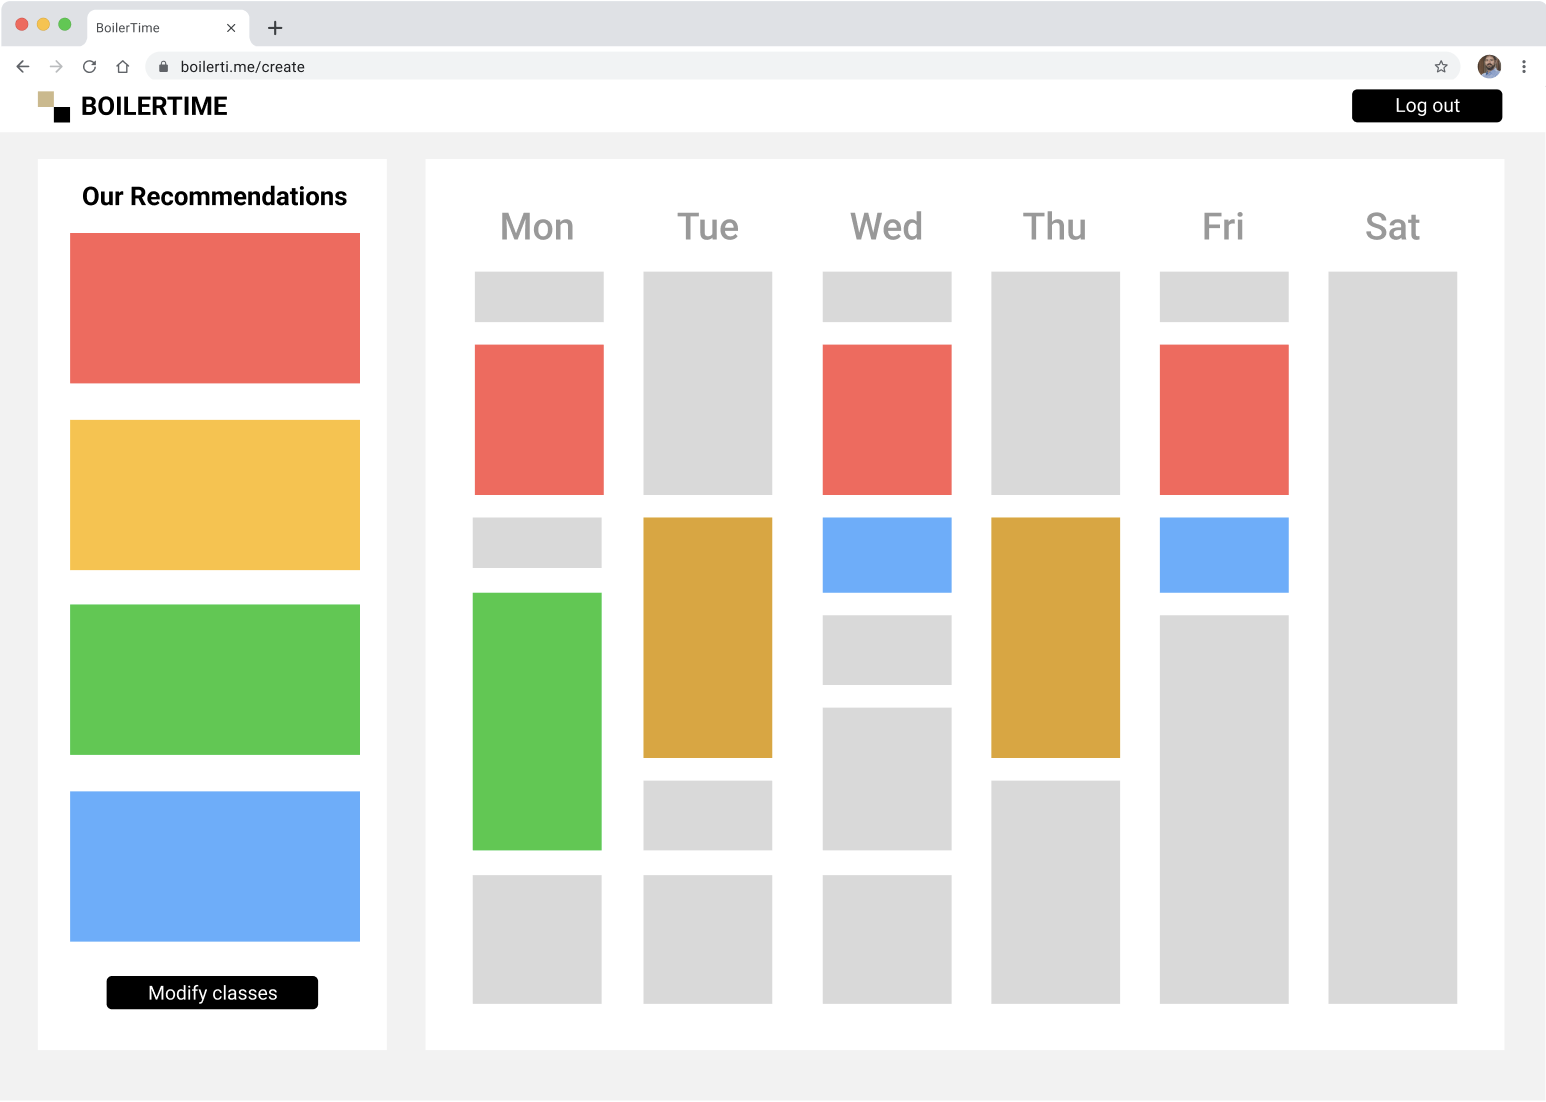 BoilerTime
boilerti.me/create
BOILERTIME
Log out
Our Recommendations
Mon Tue Wed Thu Fri Sat
Modify classes